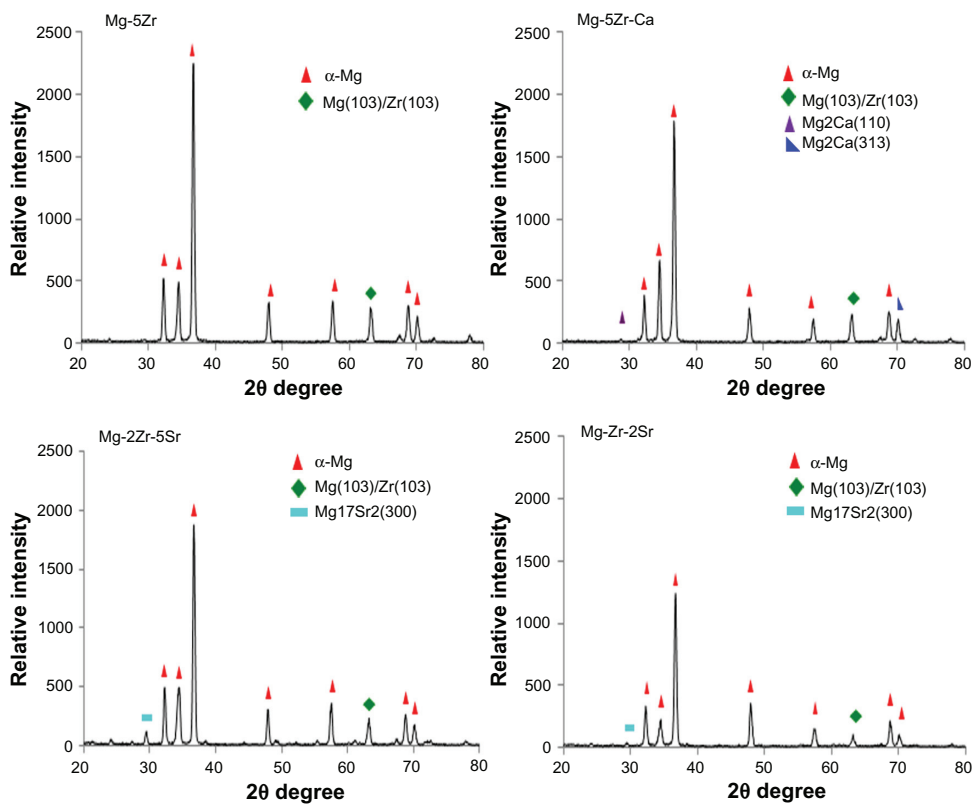 Mg-5Zr
2500
2000
1500
1000
500
0
Relative intensity
α-Mg
Mg(103)/Zr(103)
20 30 40 50 60 70 80
2θ degree
Mg-5Zr-Ca
2500
2000
1500
1000
500
0
Relative intensity
α-Mg
Mg(103)/Zr(103)
Mg2Ca(110)
Mg2Ca(313)
20 30 40 50 60 70 80
2θ degree
Mg-2Zr-5Sr
2500
2000
1500
1000
500
0
Relative intensity
α-Mg
Mg(103)/Zr(103)
Mg17Sr2(300)
20 30 40 50 60 70 80
2θ degree
Mg-Zr-2Sr
2500
2000
1500
1000
500
0
Relative intensity
α-Mg
Mg(103)/Zr(103)
Mg17Sr2(300)
20 30 40 50 60 70 80
2θ degree